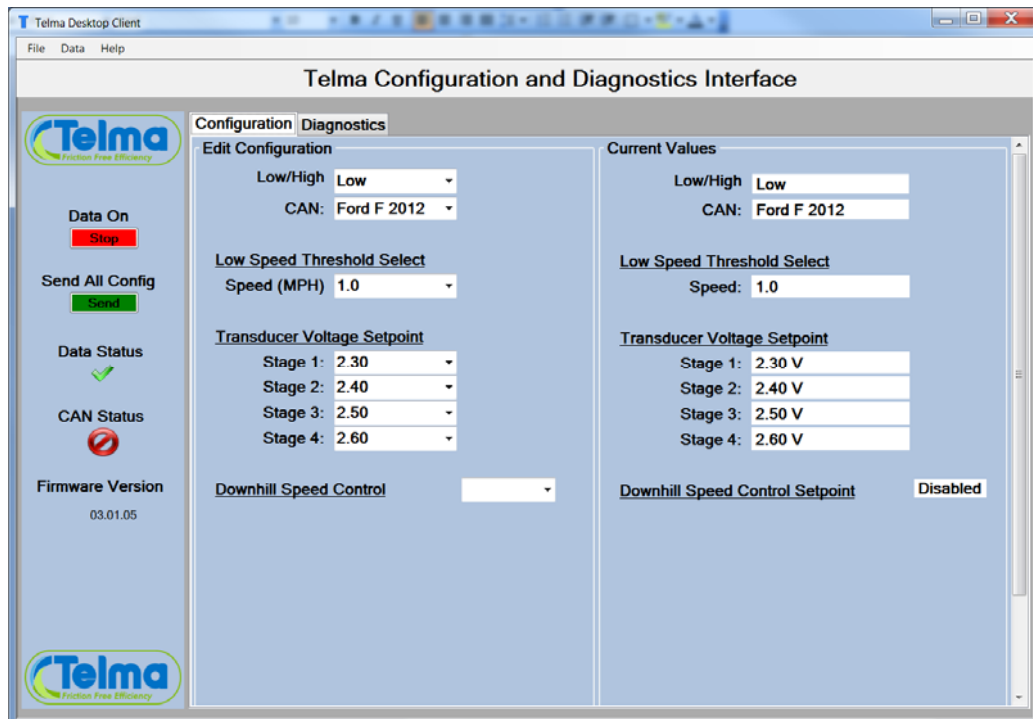 Telma Desktop Client
File Data Help
Telma Configuration and Diagnostics Interface
Telma
Friction Free Efficiency
Data On
Stop
Send All Config
Send
Data Status
CAN Status
Firmware Version
03.01.05
Telma
Friction Free Efficiency
Configuration Diagnostics
Edit Configuration
Low/High Low
CAN: Ford F 2012
Low Speed Threshold Select
Speed (MPH) 1.0
Transducer Voltage Setpoint
Stage 1: 2.30
Stage 2: 2.40
Stage 3: 2.50
Stage 4: 2.60
Downhill Speed Control
Current Values
Low/High Low
CAN: Ford F 2012
Low Speed Threshold Select
Speed: 1.0
Transducer Voltage Setpoint
Stage 1: 2.30 V
Stage 2: 2.40 V
Stage 3: 2.50 V
Stage 4: 2.60 V
Downhill Speed Control Setpoint Disabled